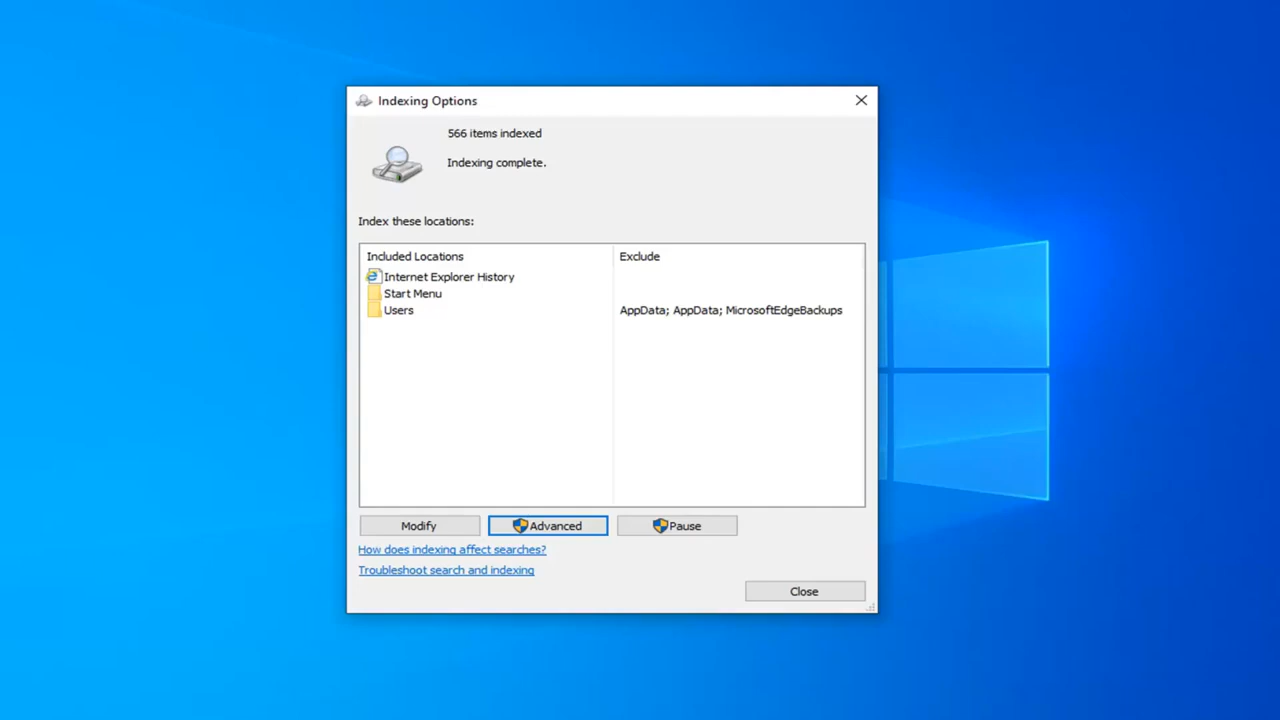 Indexing Options
566 items indexed
Indexing complete.
Index these locations:
Included Locations Exclude
Internet Explorer History
Start Menu
Users AppData; AppData; MicrosoftEdgeBackups
Modify Advanced Pause
How does indexing affect searches?
Troubleshoot search and indexing
Close